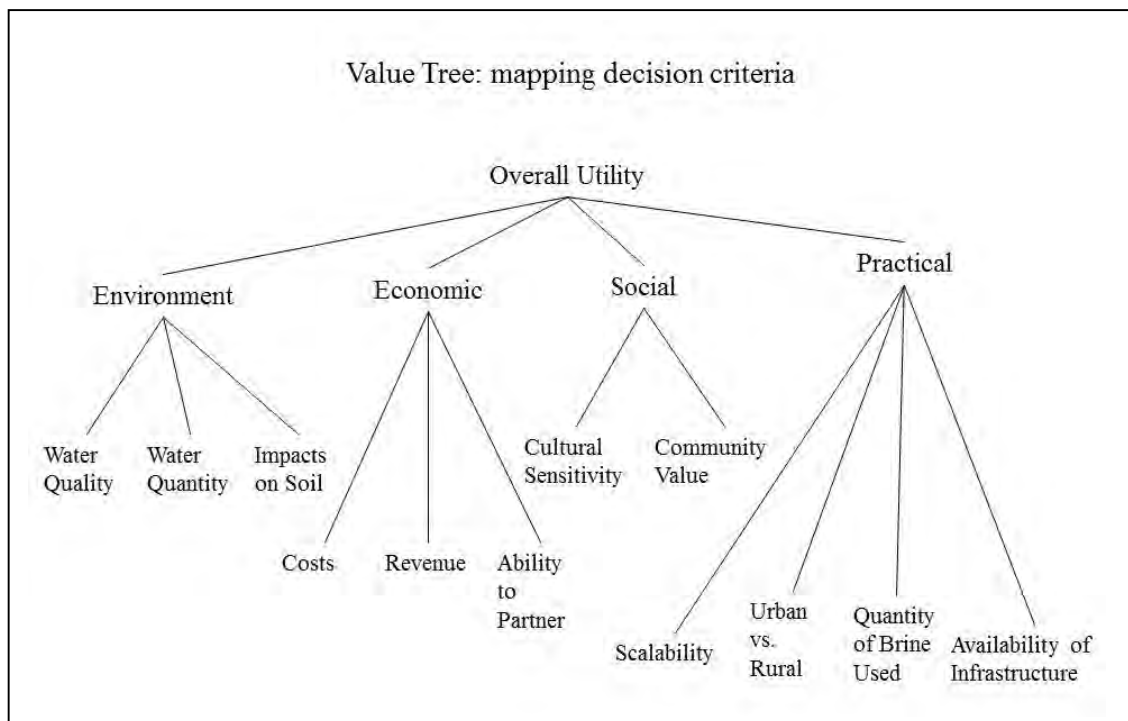 Value Tree: mapping decision criteria
Overall Utility
Environment
Economic
Social
Practical
Water
Quality
Water
Quantity
Impacts
on Soil
Cultural
Sensitivity
Community
Value
Costs
Revenue
Ability
to
Partner
Scalability
Urban
vs.
Rural
Quantity
of Brine
Used
Availability of
Infrastructure